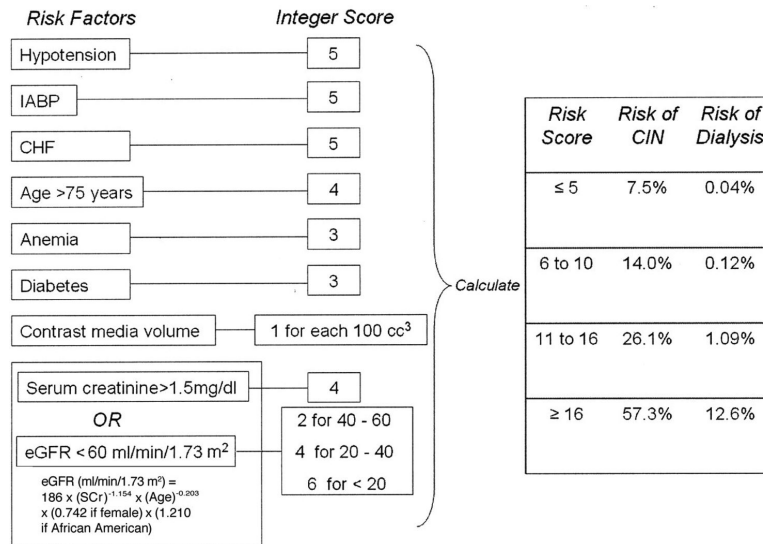 Risk Factors Integer Score
Hypotension 5
IABP 5
CHF 5
Age >75 years 4
Anemia 3
Diabetes 3
Contrast media volume 1 for each 100 cc³
Serum creatinine>1.5mg/dl 4
OR
eGFR <60 ml/min/1.73 m²
2 for 40 - 60
4 for 20 - 40
6 for < 20
eGFR (ml/min/1.73 m²) =
186 x (SCr)⁻¹·¹⁵⁴ x (Age)⁻⁰·²⁰³
x (0.742 if female) x (1.210
if African American)
Calculate
Risk Score Risk of CIN Risk of Dialysis
≤ 5 7.5% 0.04%
6 to 10 14.0% 0.12%
11 to 16 26.1% 1.09%
≥ 16 57.3% 12.6%